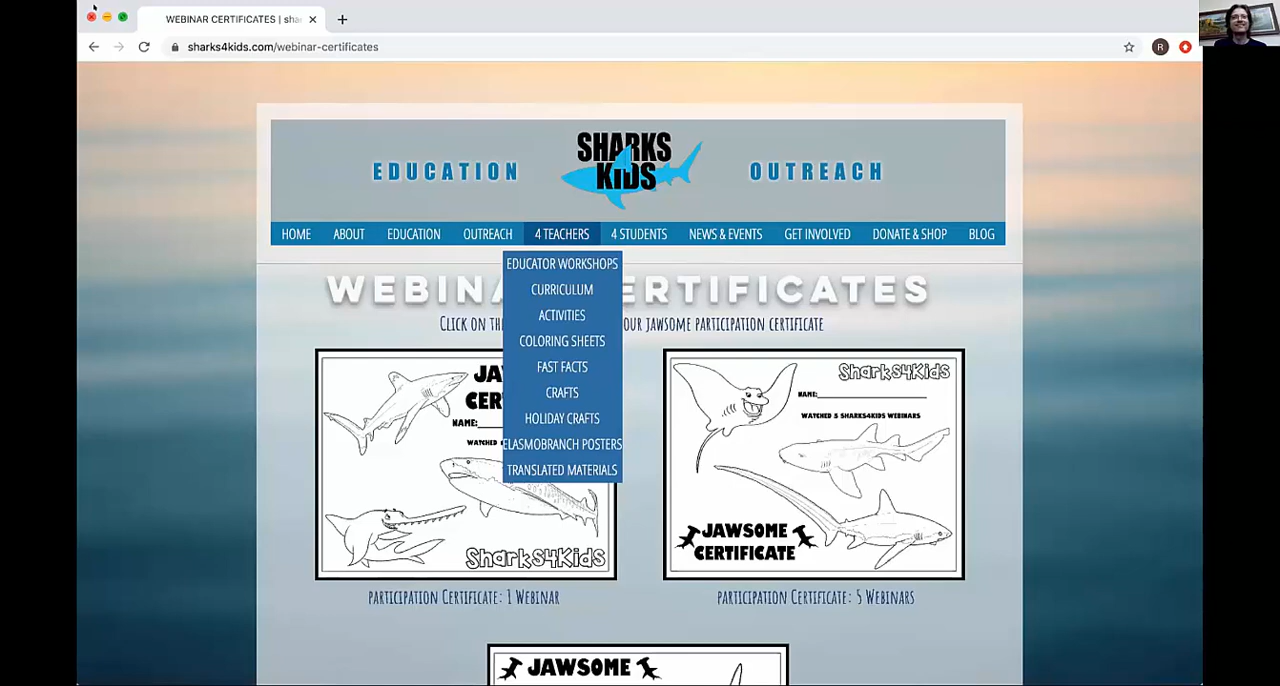 WEBINAR CERTIFICATES | sha
sharks4kids.com/webinar-certificates
R
EDUCATION
SHARKS
KiDS
OUTREACH
HOME ABOUT EDUCATION OUTREACH 4 TEACHERS 4 STUDENTS NEWS & EVENTS GET INVOLVED DONATE & SHOP BLOG
EDUCATOR WORKSHOPS
CURRICULUM
ACTIVITIES
COLORING SHEETS
FAST FACTS
CRAFTS
HOLIDAY CRAFTS
ELASMOBRANCH POSTERS
TRANSLATED MATERIALS
WEBINA ERTIFICATES
Click on th our jawsome participation certificate
JA
CER
NAME:
WATCHED
Sharks4Kids
Sharks4Kids
NAME:
WATCHED 5 SHARKS4KIDS WEBINARS
JAWSOME
CERTIFICATE
participation Certificate: 1 Webinar
participation Certificate: 5 Webinars
JAWSOME